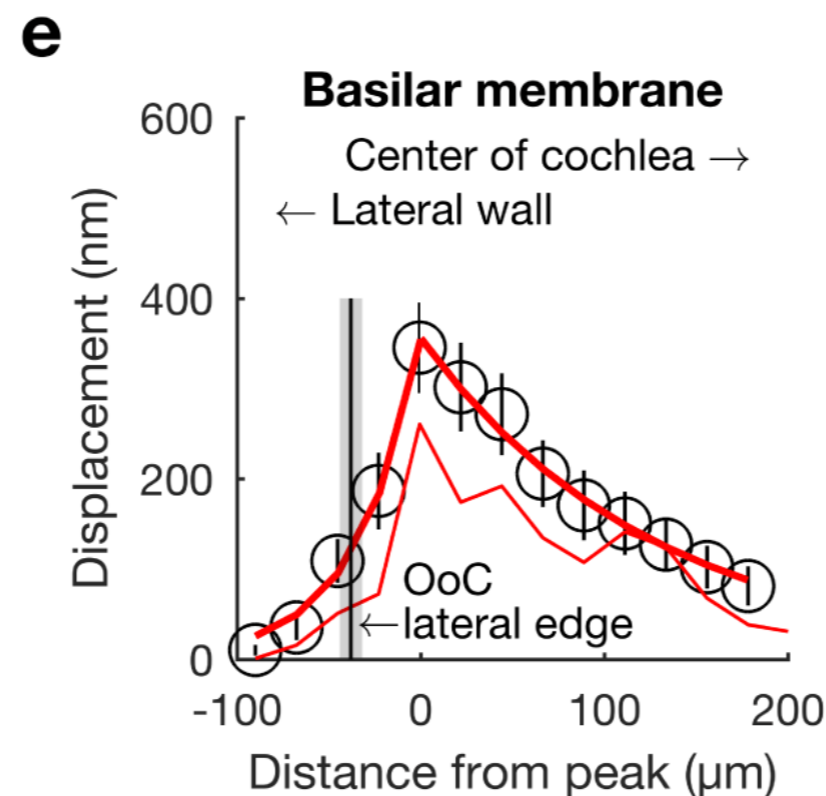 e
Basilar membrane
Center of cochlea →
← Lateral wall
600
400
200
0
Displacement (nm)
OoC
←lateral edge
-100 0 100 200
Distance from peak (μm)